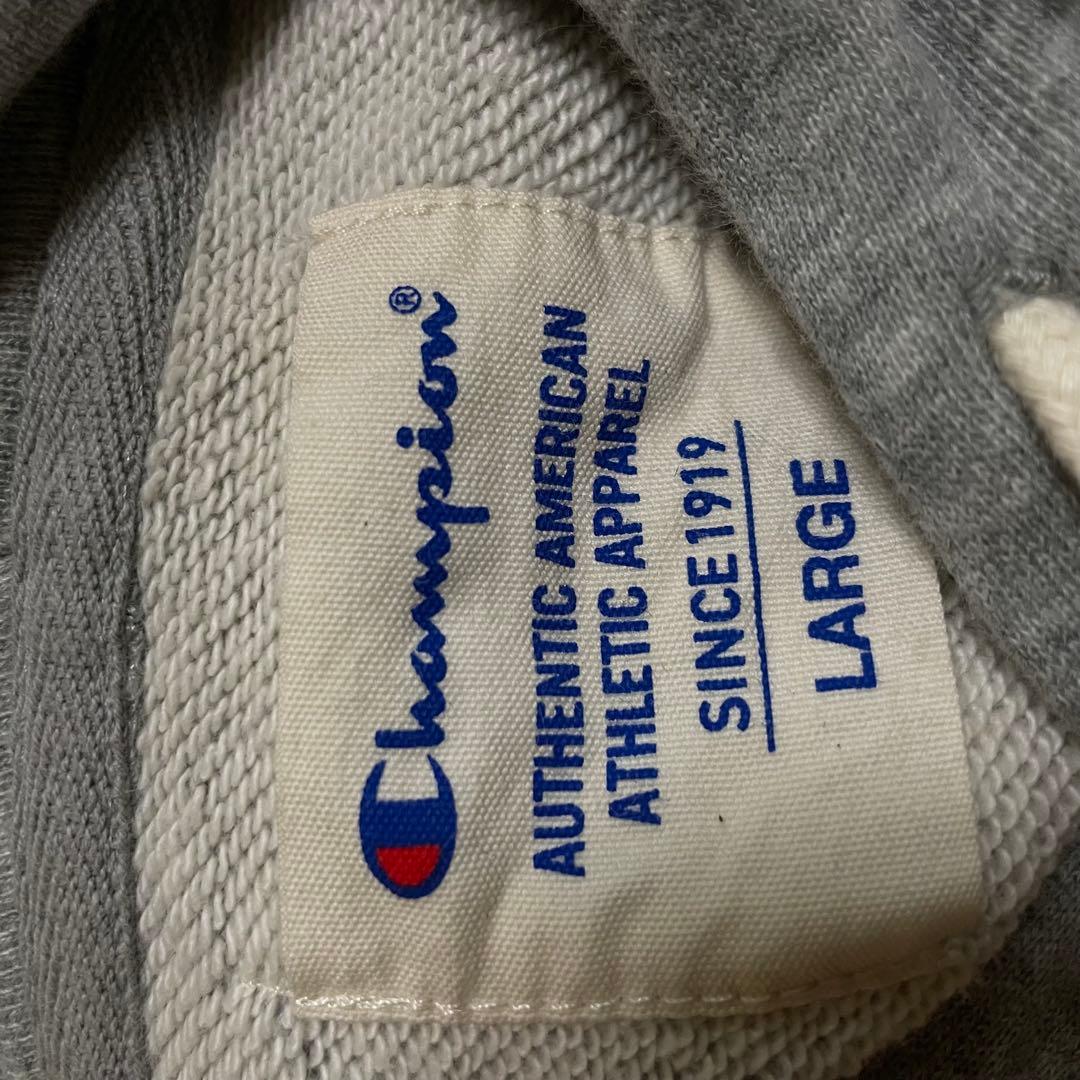 Champion®
AUTHENTIC AMERICAN
ATHLETIC APPAREL
SINCE 1919
LARGE